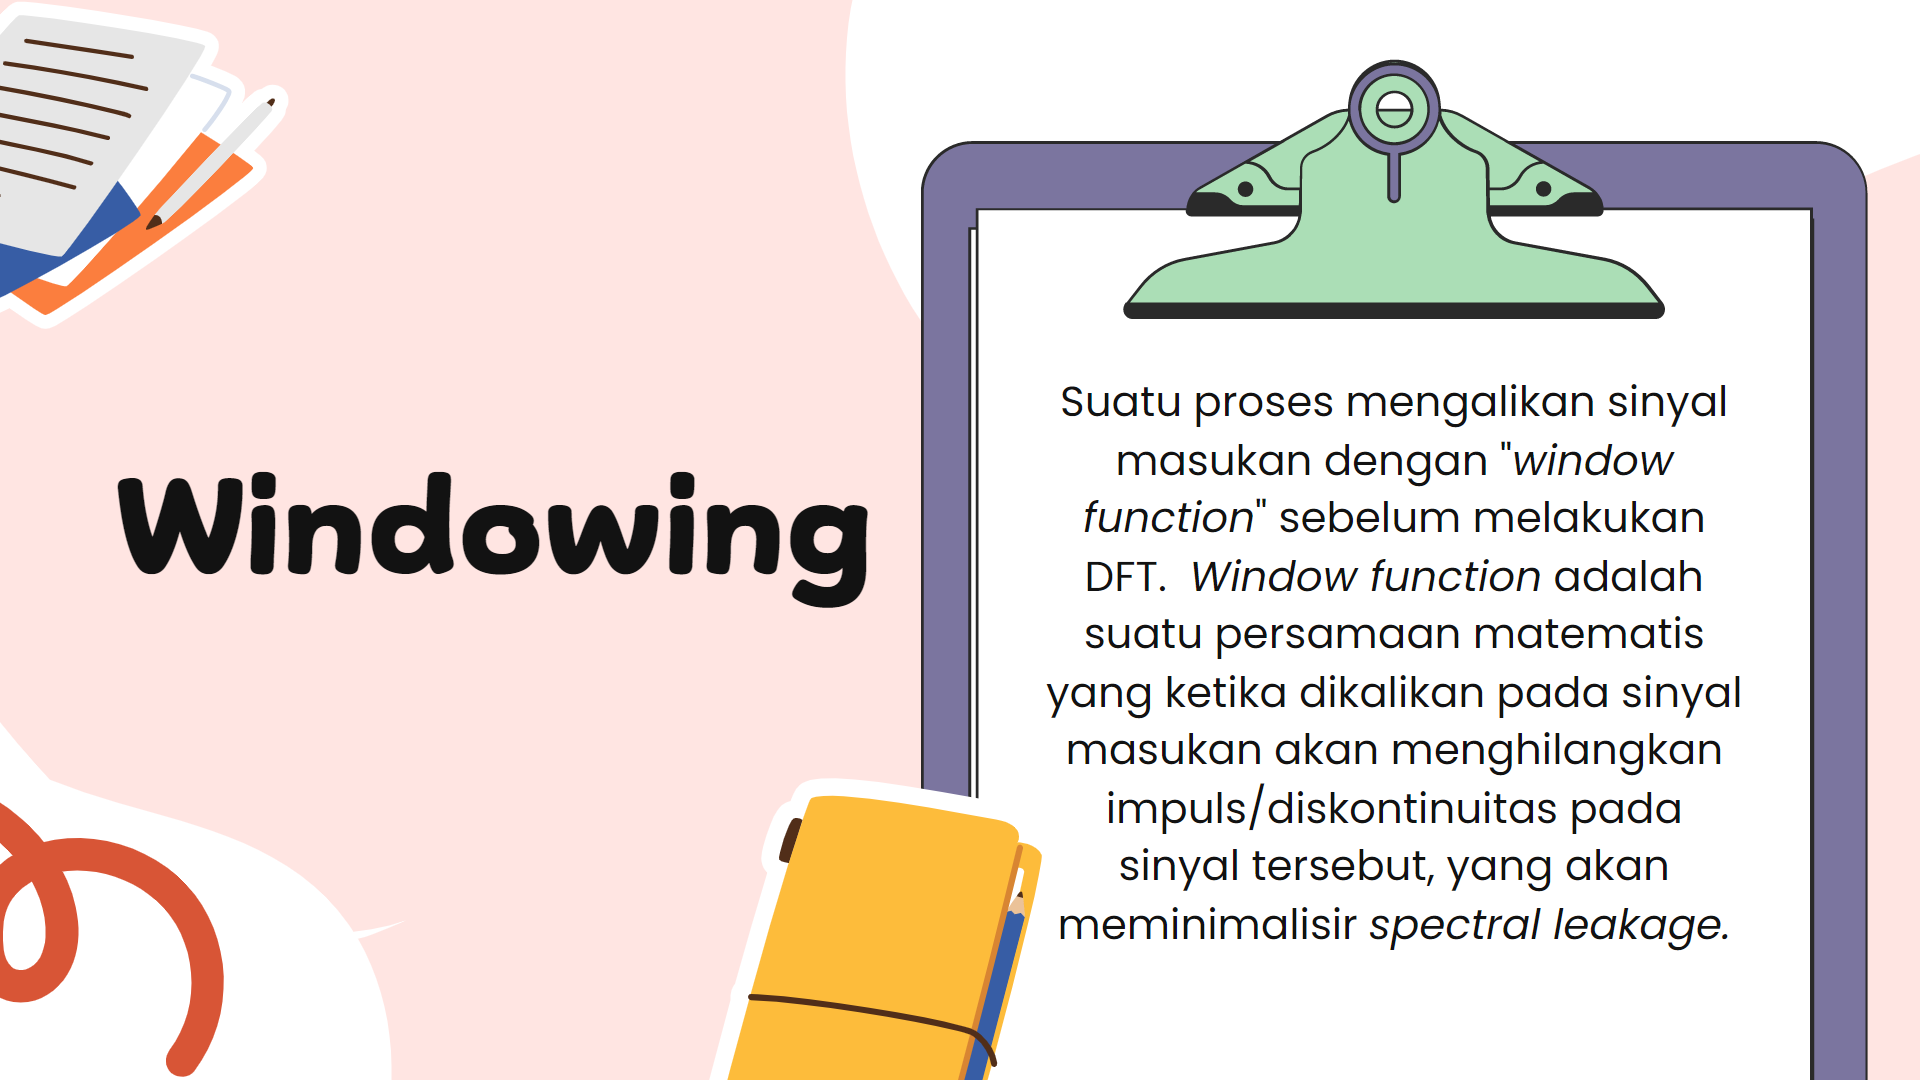 Windowing
Suatu proses mengalikan sinyal
masukan dengan "window
function" sebelum melakukan
DFT.  Window function adalah
suatu persamaan matematis
yang ketika dikalikan pada sinyal
masukan akan menghilangkan
impuls/diskontinuitas pada
sinyal tersebut, yang akan
meminimalisir spectral leakage.